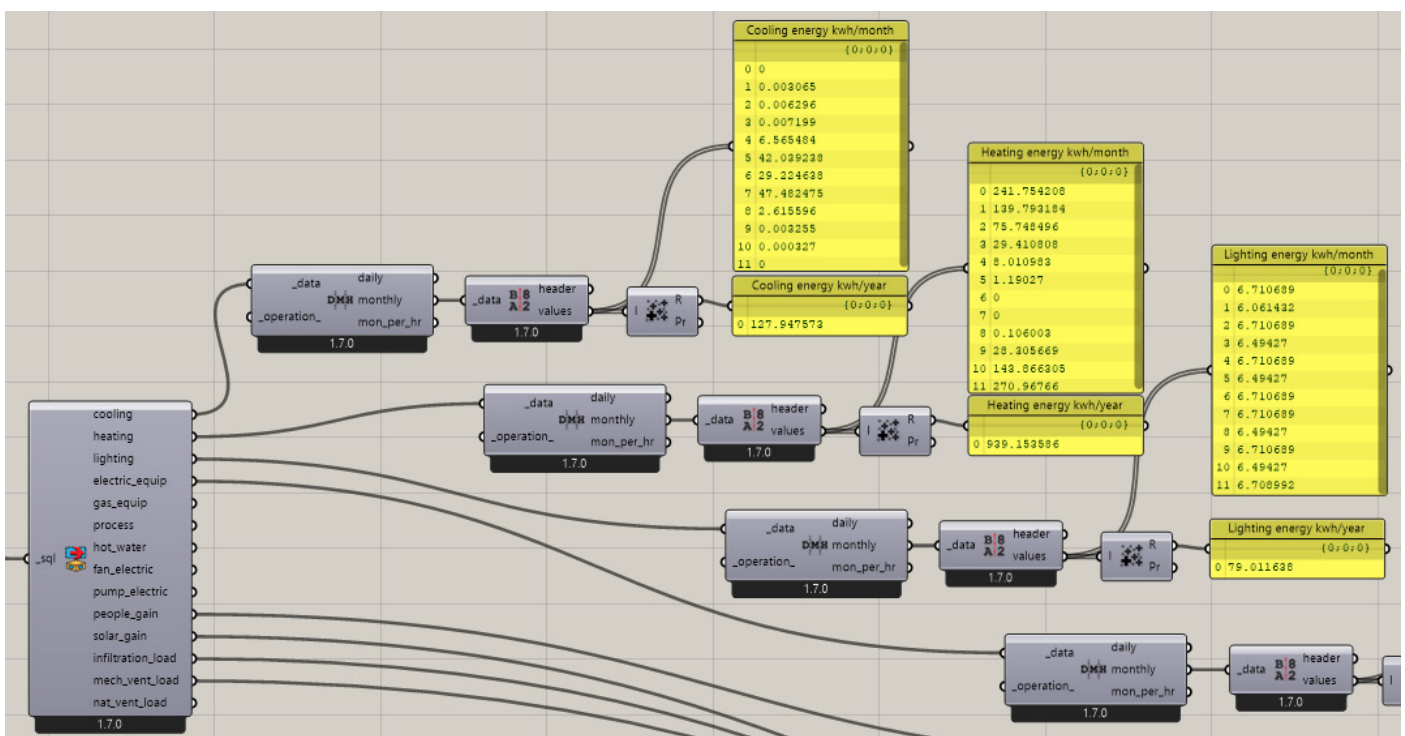 Cooling energy kwh/month
{0;0;0}
0 0
1 0.003065
2 0.006296
3 0.007199
4 6.565484
5 42.039238
6 29.224638
7 47.482475
8 2.615596
9 0.003255
10 0.000327
11 0
Cooling energy kwh/year
{0;0;0}
0 127.947573
Heating energy kwh/month
{0;0;0}
0 241.754208
1 139.793184
2 75.748496
3 29.410808
4 8.010983
5 1.19027
6 0
7 0
8 0.106003
9 28.305669
10 143.866305
11 270.96766
Heating energy kwh/year
{0;0;0}
0 939.153586
Lighting energy kwh/month
{0;0;0}
0 6.710689
1 6.061432
2 6.710689
3 6.49427
4 6.710689
5 6.49427
6 6.710689
7 6.710689
8 6.49427
9 6.710689
10 6.49427
11 6.708992
Lighting energy kwh/year
{0;0;0}
0 79.011638
_data
_operation_
DMH
daily
monthly
mon_per_hr
1.7.0
_data
B 8
A 2
header
values
1.7.0
I
R
Pr
_data
_operation_
DMH
daily
monthly
mon_per_hr
1.7.0
_data
B 8
A 2
header
values
1.7.0
I
R
Pr
_data
_operation_
DMH
daily
monthly
mon_per_hr
1.7.0
_data
B 8
A 2
header
values
1.7.0
I
R
Pr
_data
_operation_
DMH
daily
monthly
mon_per_hr
1.7.0
_data
B 8
A 2
header
values
1.7.0
I
_sql
cooling
heating
lighting
electric_equip
gas_equip
process
hot_water
fan_electric
pump_electric
people_gain
solar_gain
infiltration_load
mech_vent_load
nat_vent_load
1.7.0